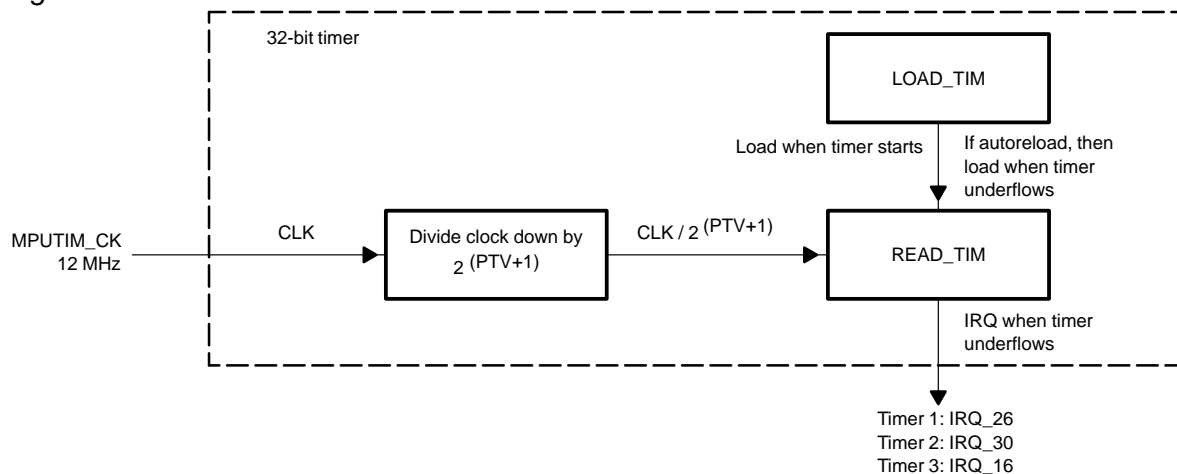 32-bit timer
LOAD_TIM
Load when timer starts
If autoreload, then
load when timer
underflows
MPUTIM_CK
12 MHz
CLK
Divide clock down by
2 (PTV+1)
CLK / 2 (PTV+1)
READ_TIM
IRQ when timer
underflows
Timer 1: IRQ_26
Timer 2: IRQ_30
Timer 3: IRQ_16